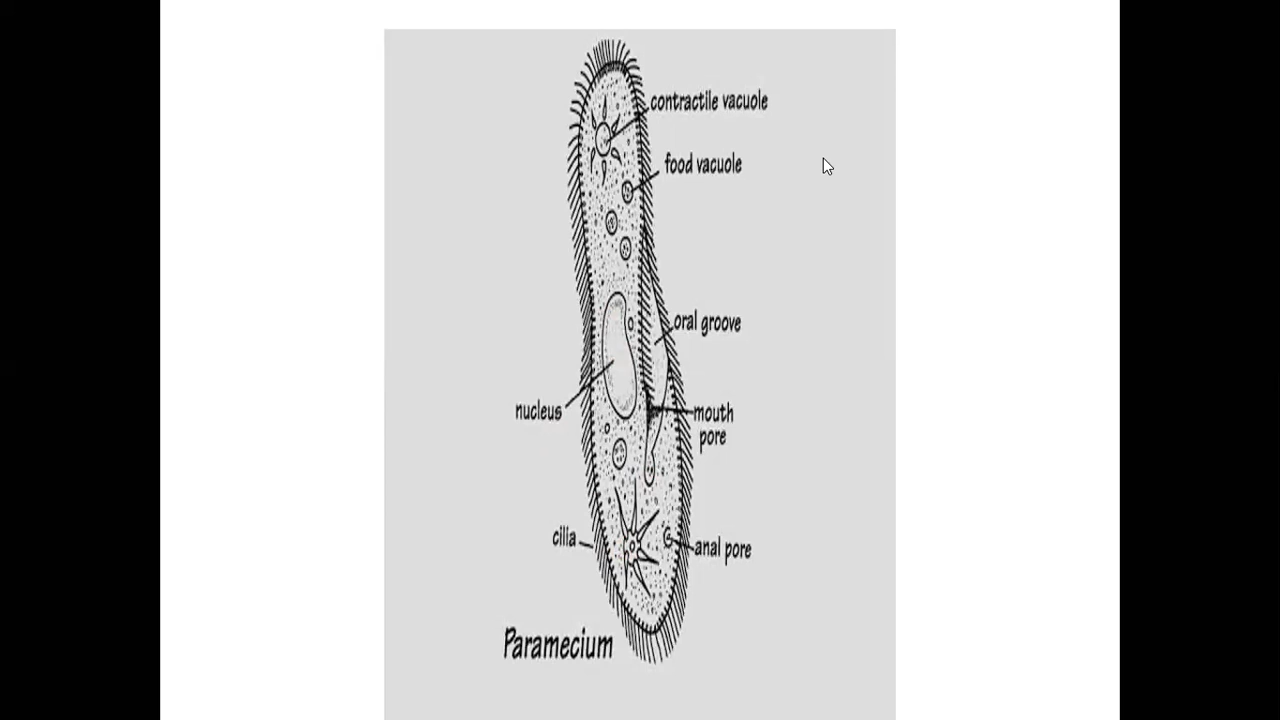 contractile vacuole
food vacuole
oral groove
nucleus
mouth
pore
cilia
anal pore
Paramecium